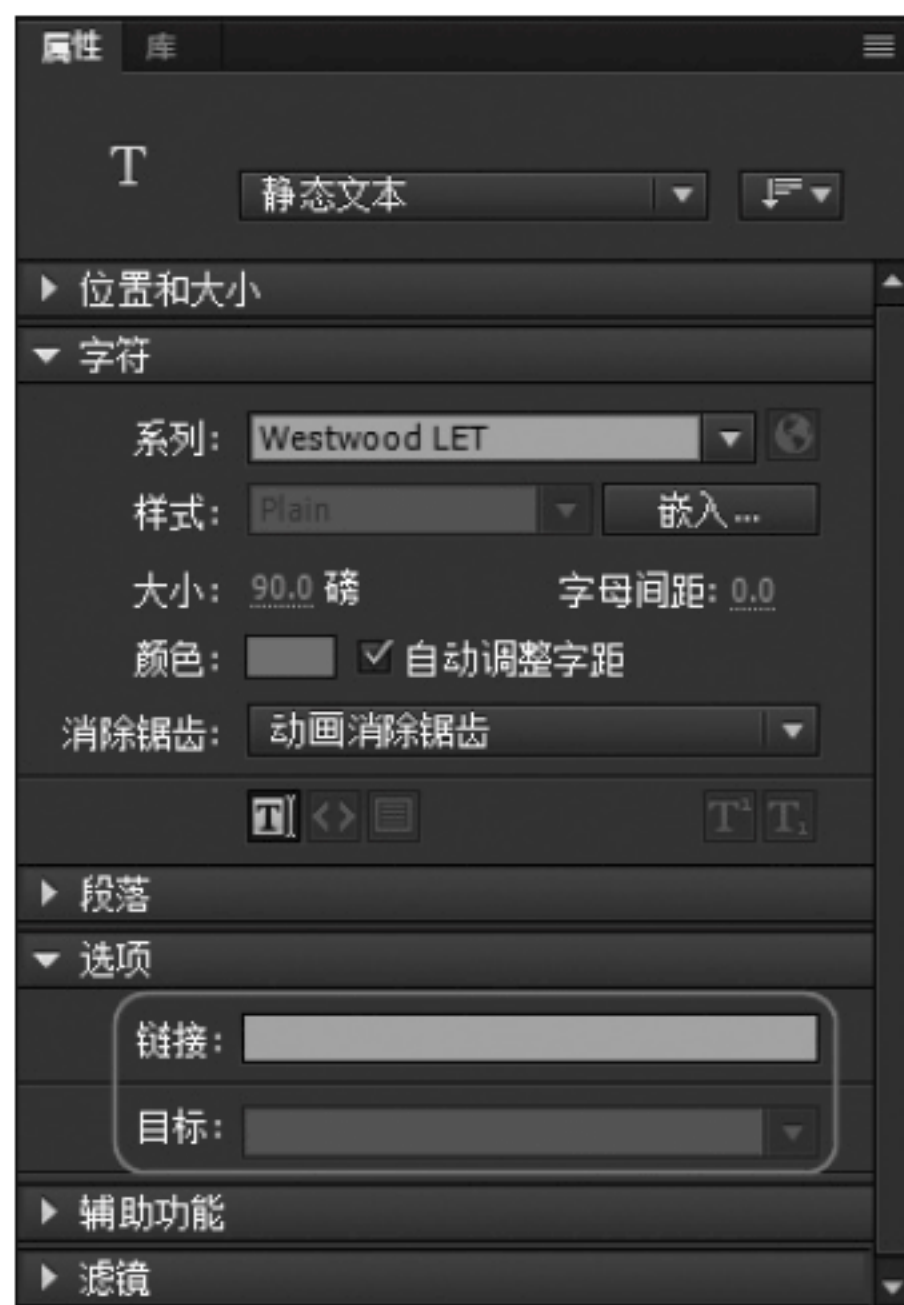 属性 库
T
静态文本
位置和大小
字符
系列: Westwood LET
样式: Plain 嵌入...
大小: 90.0 磅 字母间距: 0.0
颜色: 自动调整字距
消除锯齿: 动画消除锯齿
T <> T¹ T₁
段落
选项
链接:
目标:
辅助功能
滤镜